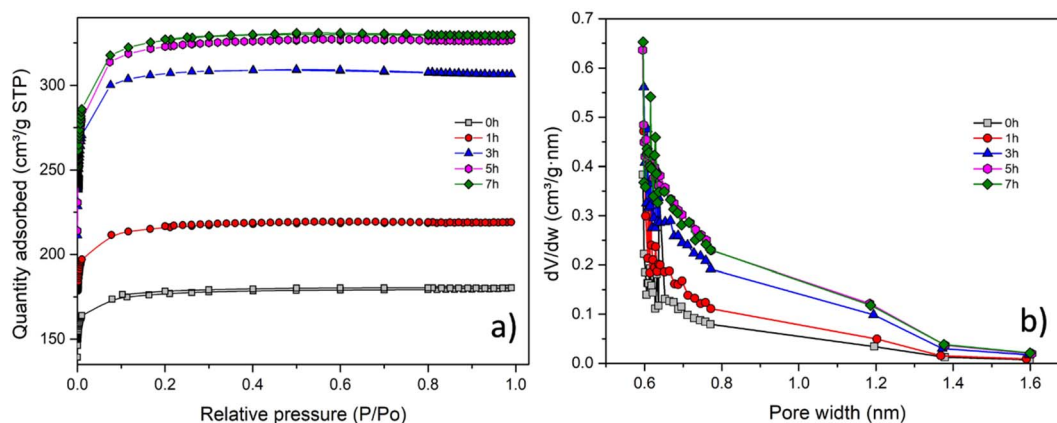 Quantity adsorbed (cm³/g STP)
300
250
200
150
0.0
0.2
0.4
0.6
0.8
1.0
Relative pressure (P/Po)
0h
1h
3h
5h
7h
a)
dV/dw (cm³/g·nm)
0.7
0.6
0.5
0.4
0.3
0.2
0.1
0.0
0.6
0.8
1.0
1.2
1.4
1.6
Pore width (nm)
0h
1h
3h
5h
7h
b)